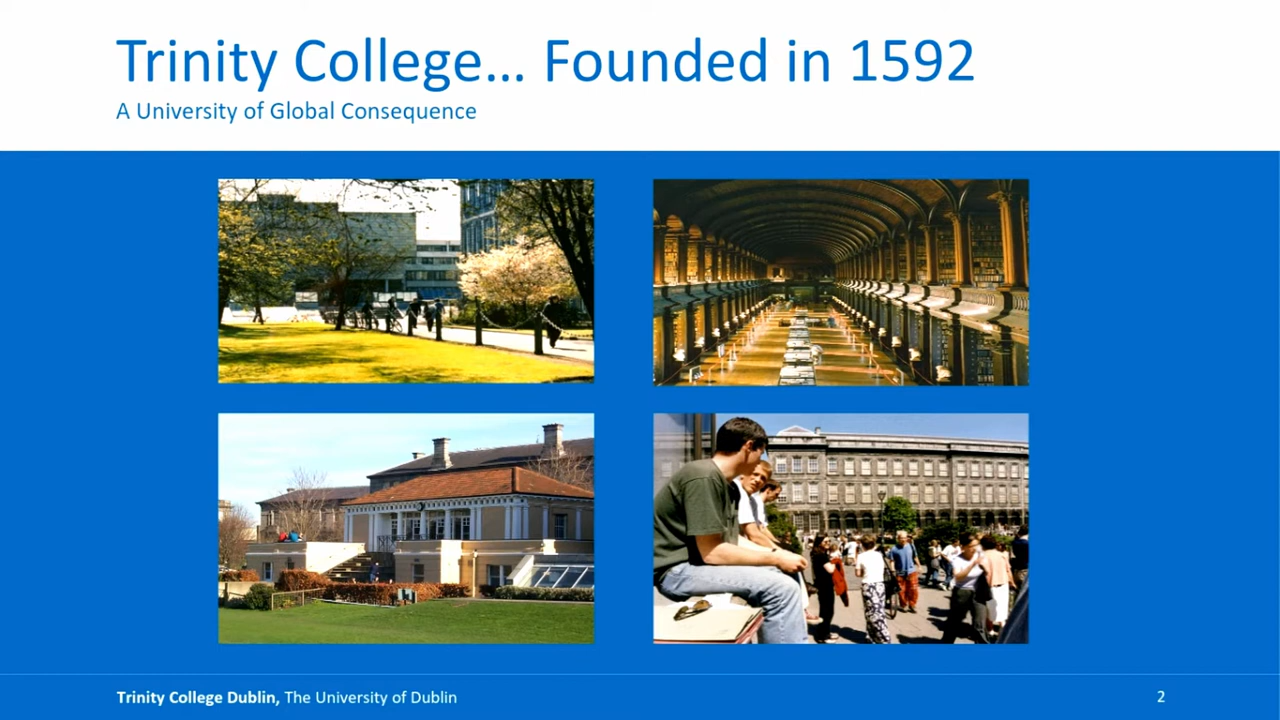 Trinity College... Founded in 1592
A University of Global Consequence
Trinity College Dublin, The University of Dublin
2